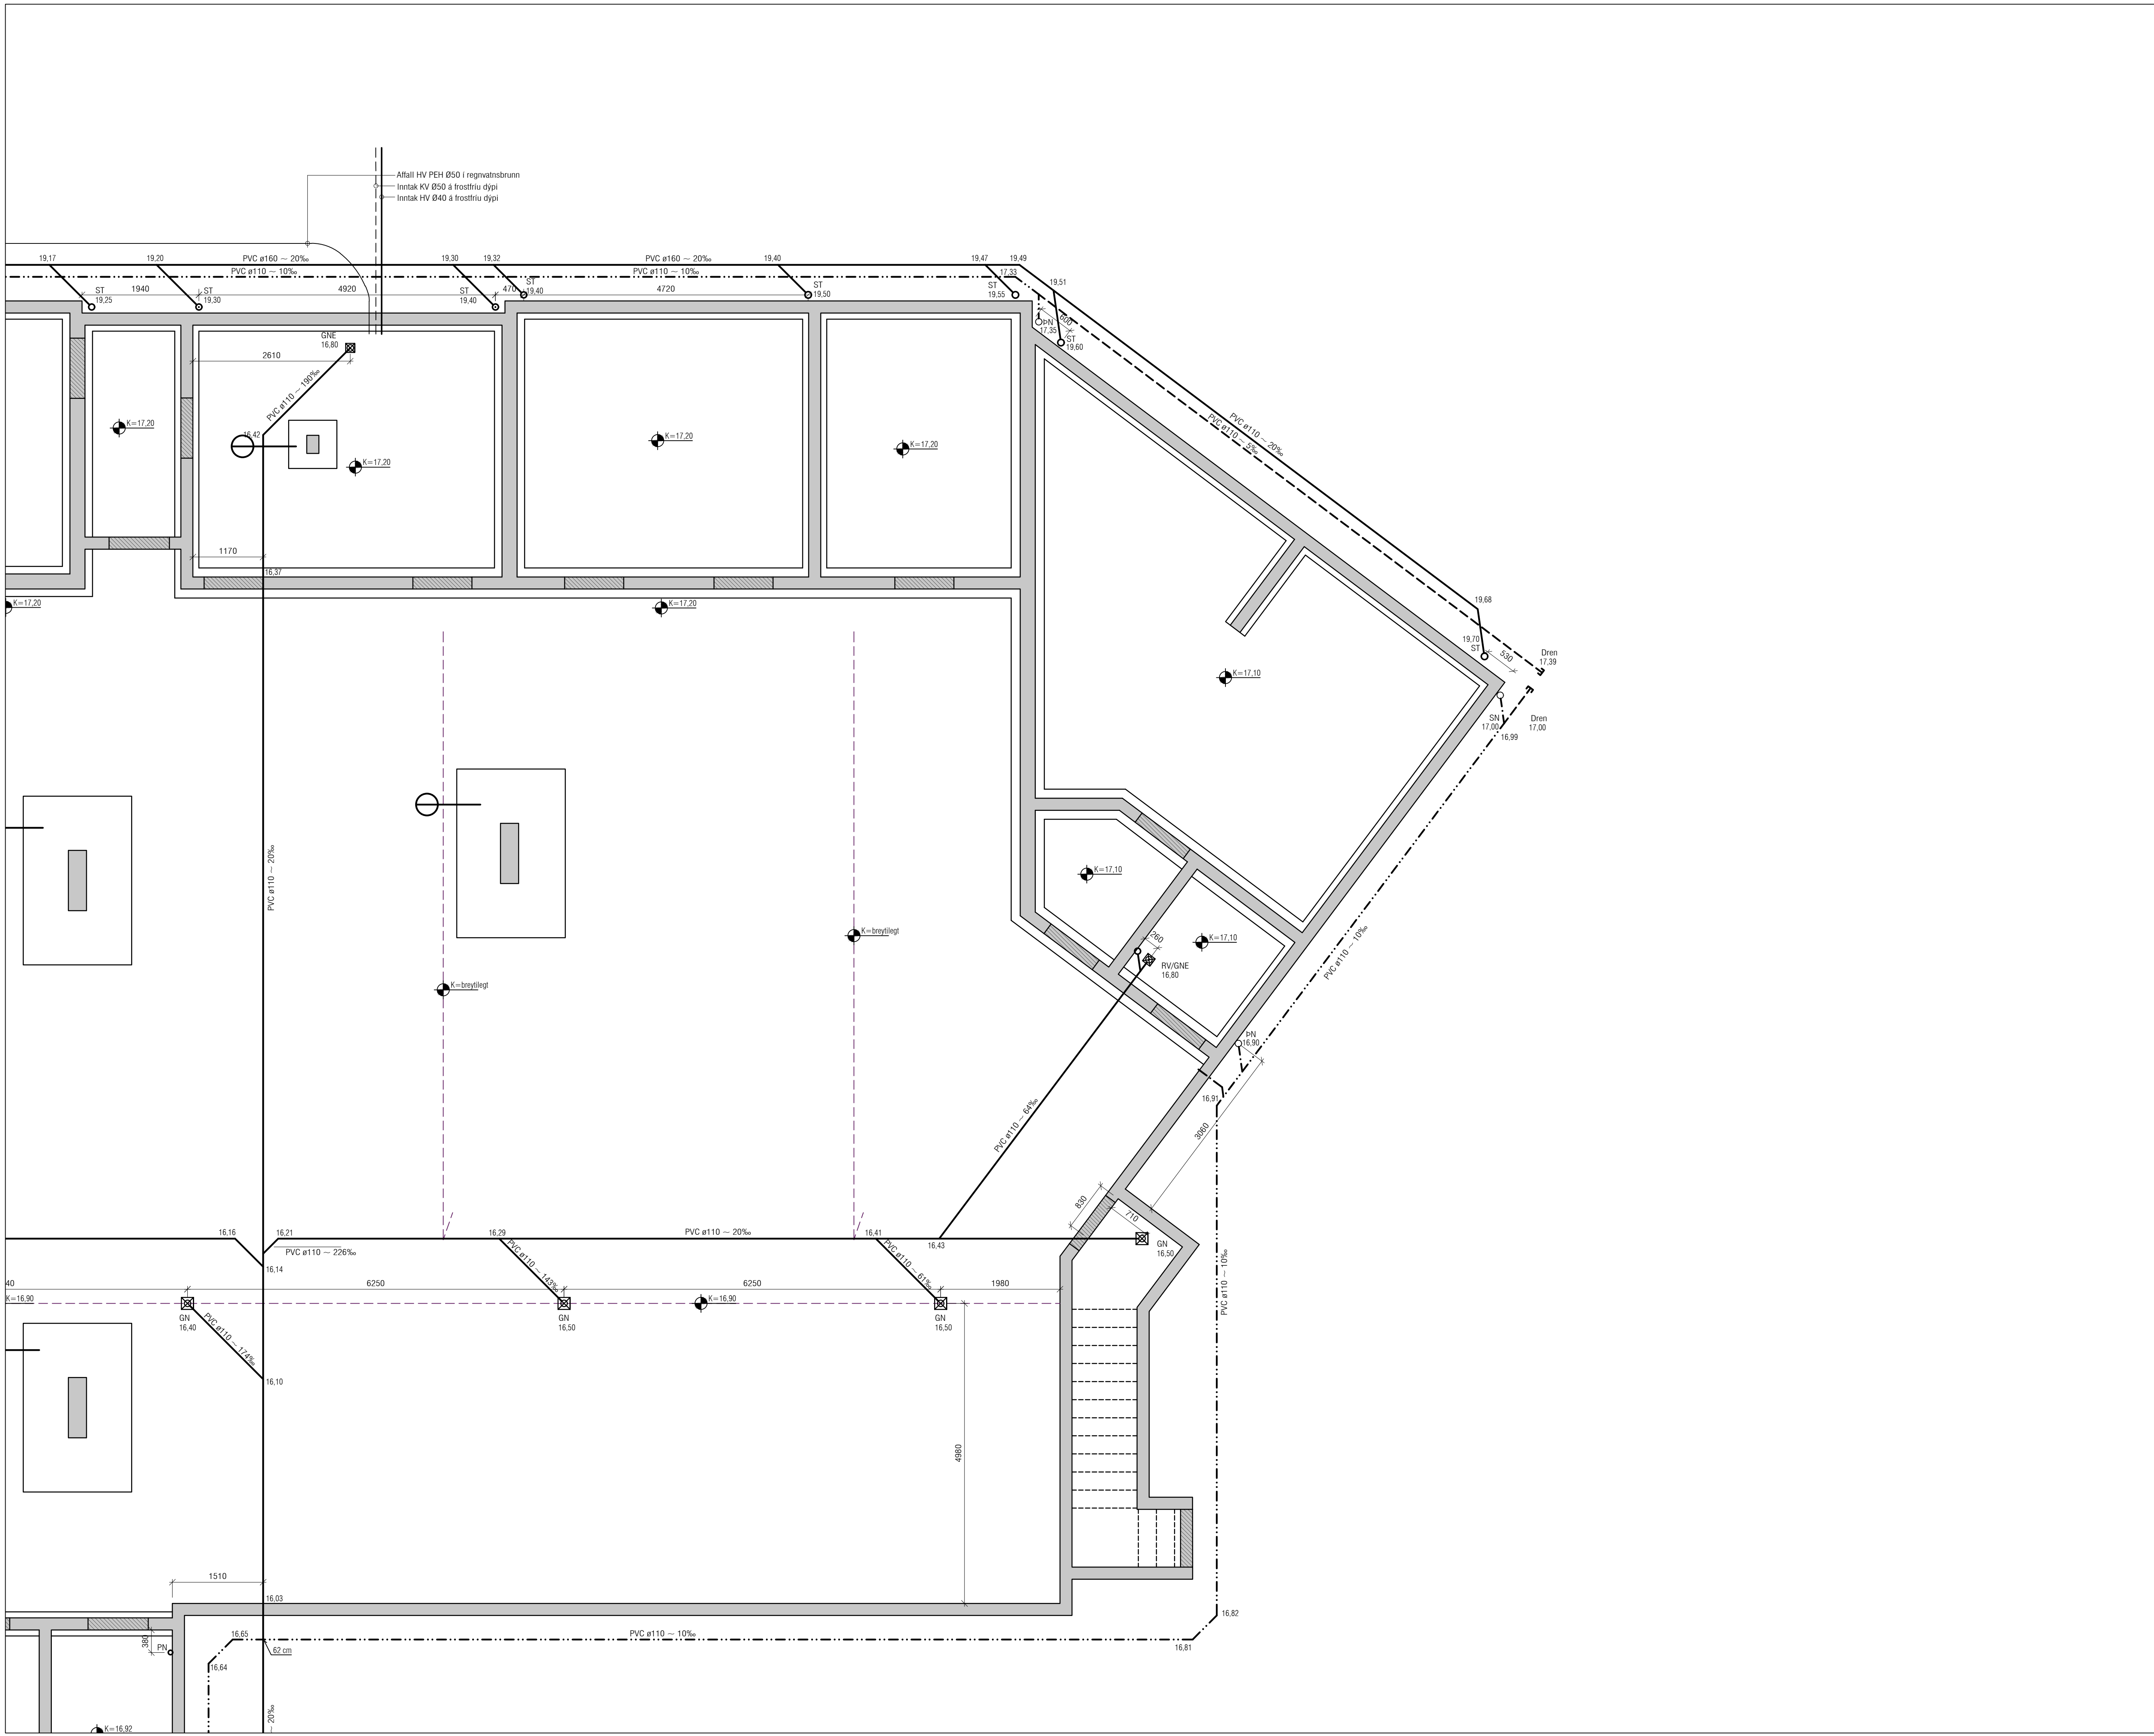 Affall HV PEH Ø50 í regnvatnsbrunn
Inntak KV Ø50 á frostfríu dýpi
Inntak HV Ø40 á frostfríu dýpi
19,17
19,20
PVC ø160 ~ 20‰
19,30
19,32
PVC ø160 ~ 20‰
19,40
19,47
19,49
PVC ø110 ~ 10‰
PVC ø110 ~ 10‰
17,33
19,51
ST
19,25
1940
ST
19,30
4920
ST
19,40
470
ST
19,40
4720
ST
19,50
ST
19,55
ÞN
17,35
600
ST
19,60
GNE
16,80
2610
PVC ø110 ~ 190‰
K=17,20
16,42
K=17,20
K=17,20
K=17,20
PVC ø110 ~ 20‰
PVC ø110 ~ 5‰
1170
16,37
K=17,20
K=17,20
19,68
19,70
ST
530
Dren
17,39
K=17,10
SN
17,00
Dren
17,00
16,99
PVC ø110 ~ 20‰
K=17,10
K=breytilegt
K=breytilegt
260
K=17,10
RV/GNE
16,80
PVC ø110 ~ 10‰
ÞN
16,90
16,91
PVC ø110 ~ 64‰
3060
830
710
16,16
16,21
PVC ø110 ~ 226‰
16,29
PVC ø110 ~ 20‰
16,41
16,43
GN
16,50
16,14
PVC ø110 ~ 143‰
PVC ø110 ~ 61‰
PVC ø110 ~ 10‰
40
6250
6250
1980
K=16,90
K=16,90
GN
16,40
GN
16,50
GN
16,50
PVC ø110 ~ 174‰
16,10
4980
1510
16,03
16,82
380
PN
16,65
62 cm
PVC ø110 ~ 10‰
16,81
16,64
20‰
K=16,92